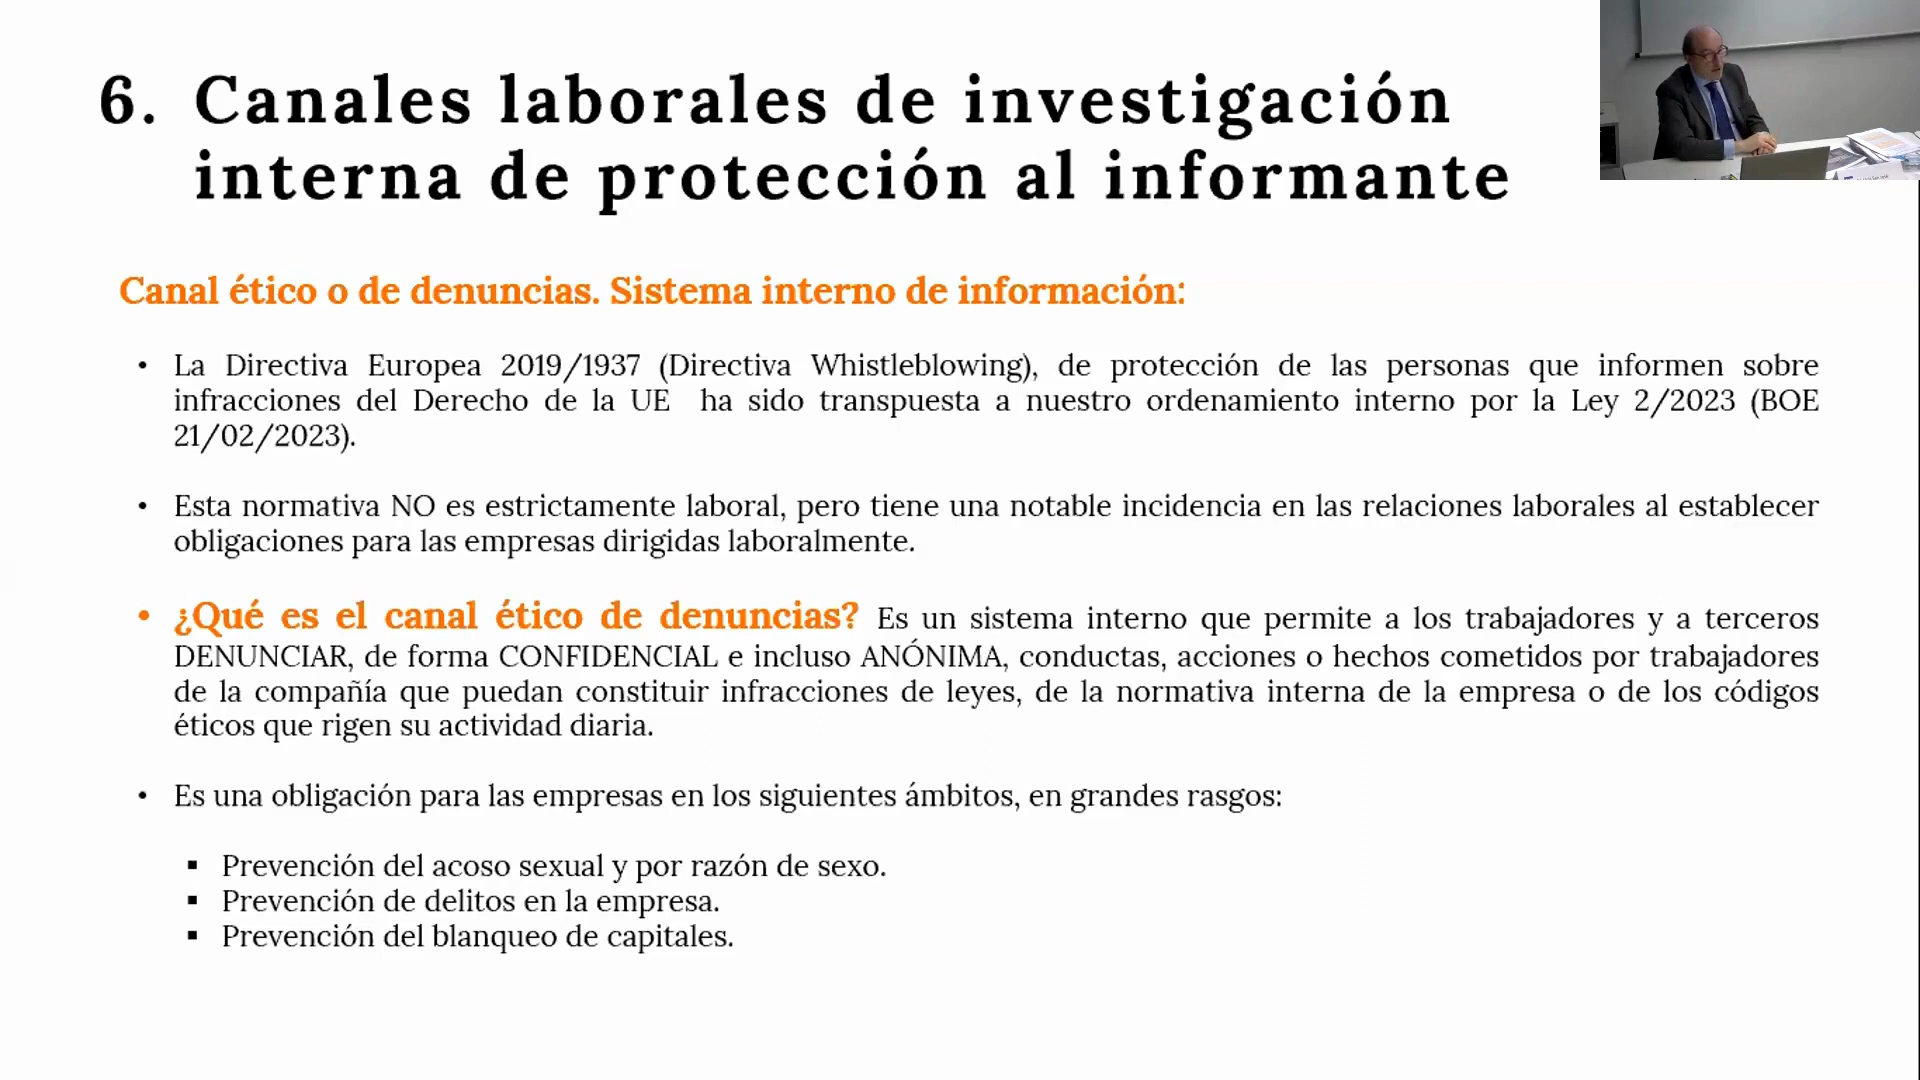 6. Canales laborales de investigación
interna de protección al informante
Canal ético o de denuncias. Sistema interno de información:
• La Directiva Europea 2019/1937 (Directiva Whistleblowing), de protección de las personas que informen sobre
infracciones del Derecho de la UE ha sido transpuesta a nuestro ordenamiento interno por la Ley 2/2023 (BOE
21/02/2023).
• Esta normativa NO es estrictamente laboral, pero tiene una notable incidencia en las relaciones laborales al establecer
obligaciones para las empresas dirigidas laboralmente.
• ¿Qué es el canal ético de denuncias? Es un sistema interno que permite a los trabajadores y a terceros
DENUNCIAR, de forma CONFIDENCIAL e incluso ANÓNIMA, conductas, acciones o hechos cometidos por trabajadores
de la compañía que puedan constituir infracciones de leyes, de la normativa interna de la empresa o de los códigos
éticos que rigen su actividad diaria.
• Es una obligación para las empresas en los siguientes ámbitos, en grandes rasgos:
▪ Prevención del acoso sexual y por razón de sexo.
▪ Prevención de delitos en la empresa.
▪ Prevención del blanqueo de capitales.